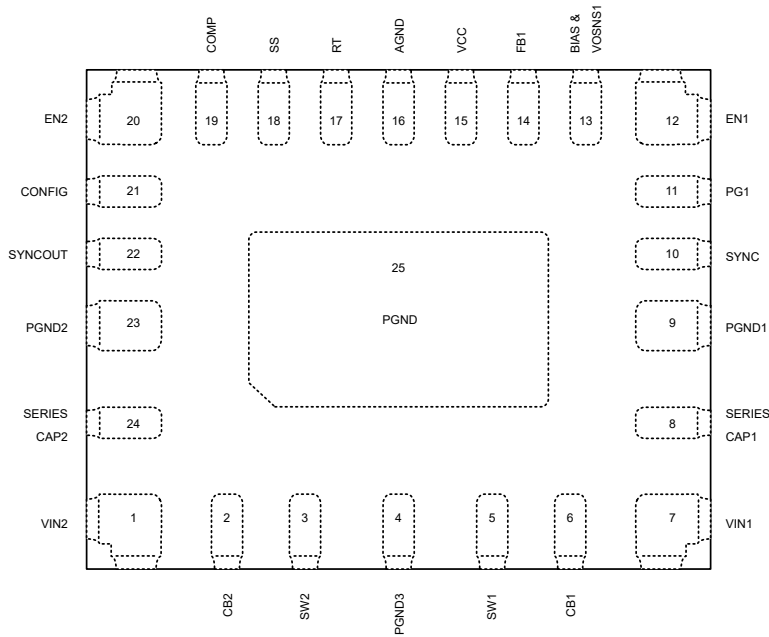 COMP
SS
RT
AGND
VCC
FB1
BIAS &
VOSNS1
EN2
20
19
18
17
16
15
14
13
12
EN1
CONFIG
21
11
PG1
SYNCOUT
22
10
SYNC
25
PGND
PGND2
23
9
PGND1
SERIES
CAP2
24
8
SERIES
CAP1
VIN2
1
2
3
4
5
6
7
VIN1
CB2
SW2
PGND3
SW1
CB1